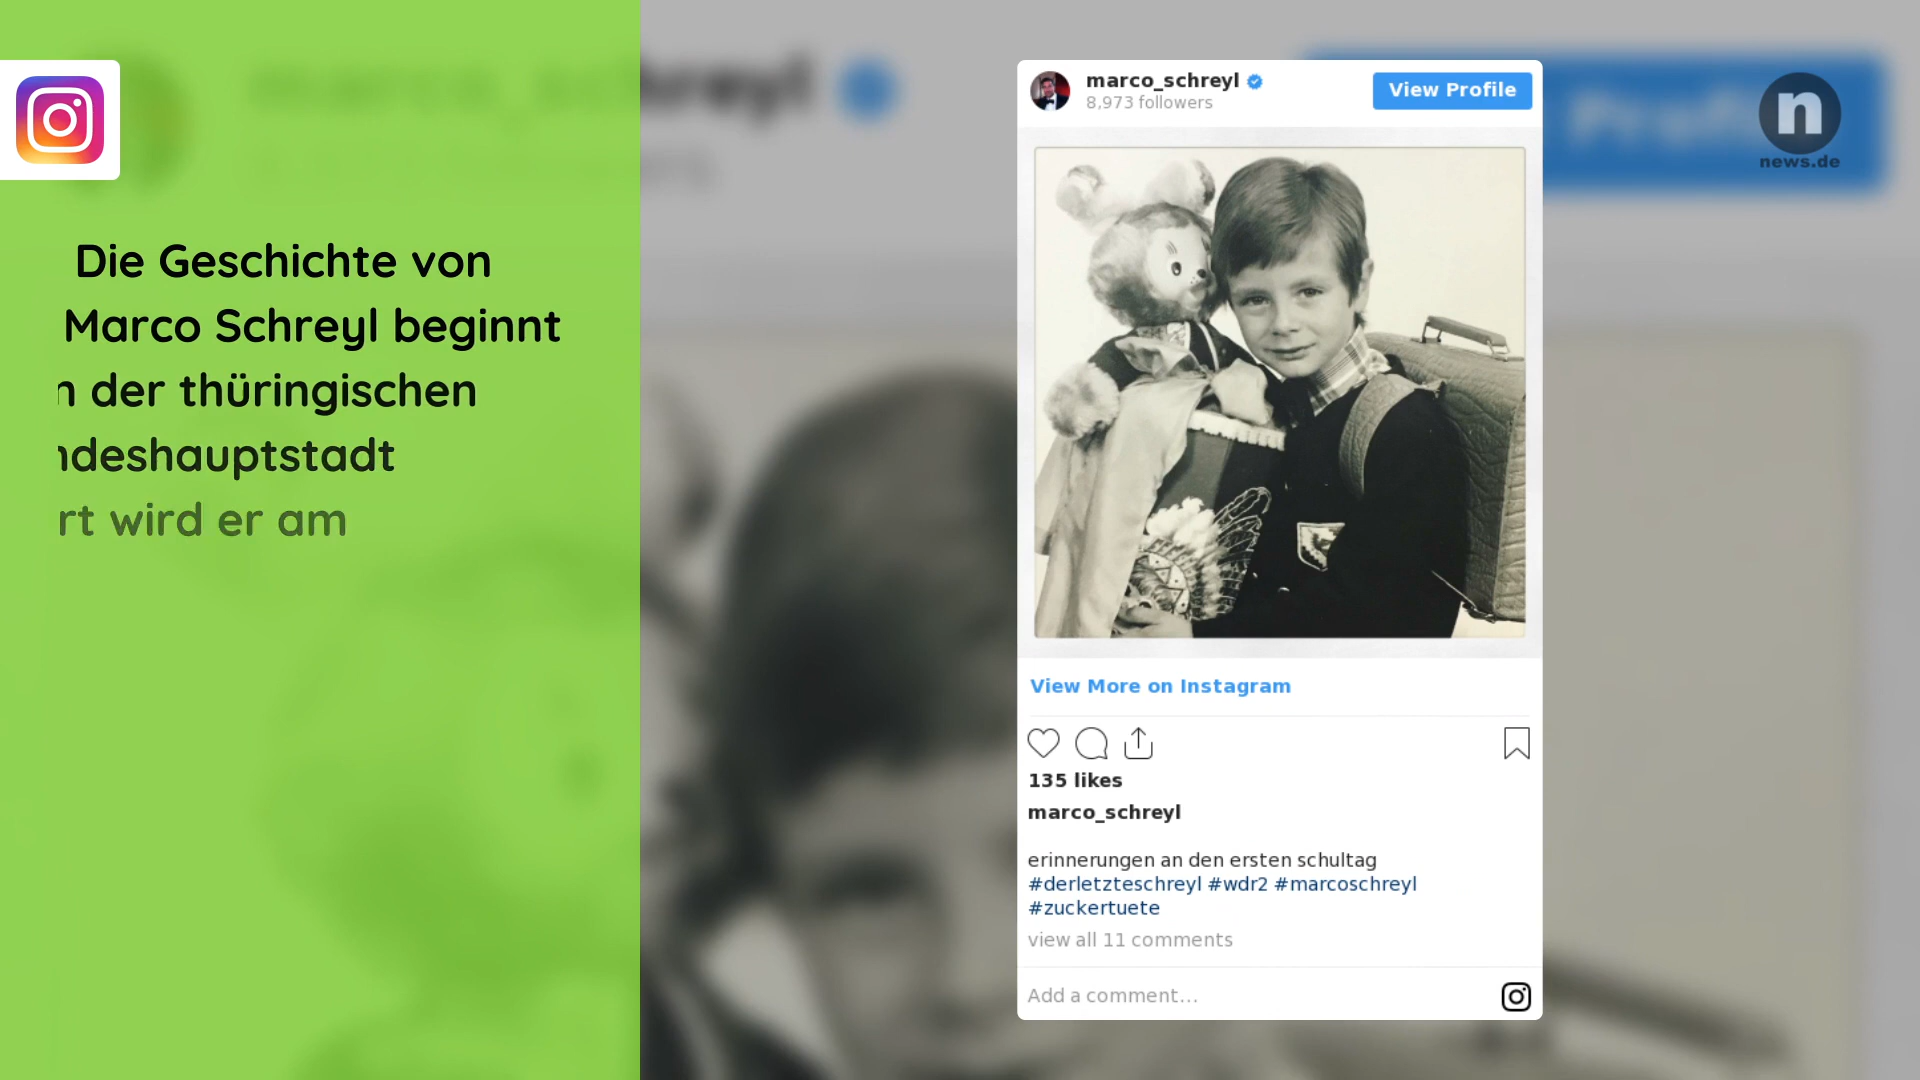 Die Geschichte von
Marco Schreyl beginnt
n der thüringischen
ndeshauptstadt
rt wird er am
marco_schreyl
8,973 followers
View Profile
n
news.de
View More on Instagram
135 likes
marco_schreyl
erinnerungen an den ersten schultag
#derletzteschreyl #wdr2 #marcoschreyl
#zuckertuete
view all 11 comments
Add a comment...